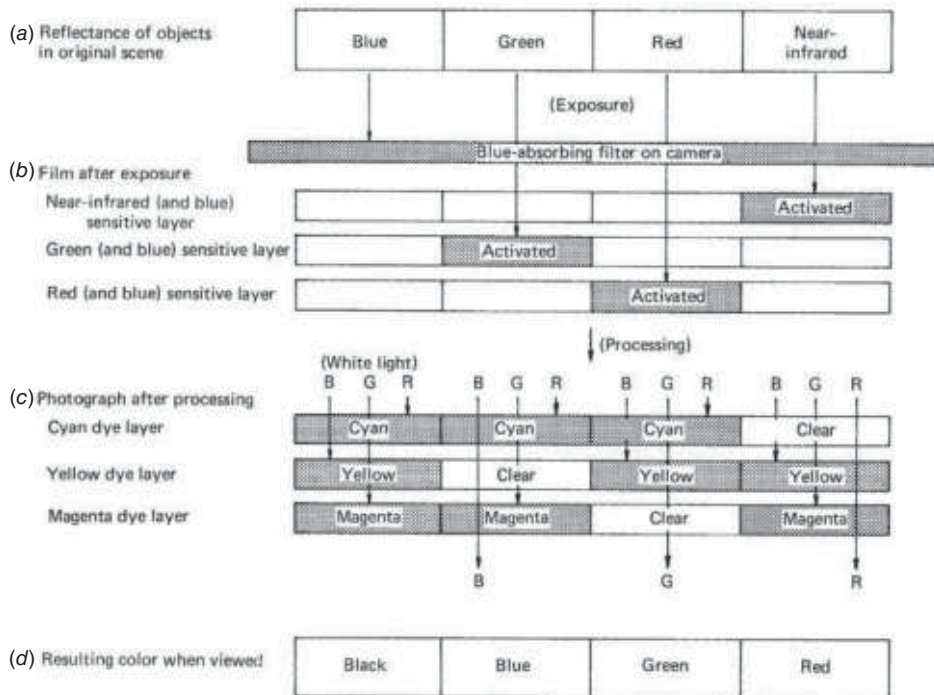 (a) Reflectance of objects in original scene
Blue Green Red Near-infrared
(Exposure)
Blue-absorbing filter on camera
(b) Film after exposure
Near-infrared (and blue) sensitive layer Activated
Green (and blue) sensitive layer Activated
Red (and blue) sensitive layer Activated
(Processing)
(White light)
B G R B G R B G R B G R
(c) Photograph after processing
Cyan dye layer Cyan Cyan Cyan Clear
Yellow dye layer Yellow Clear Yellow Yellow
Magenta dye layer Magenta Magenta Clear Magenta
B G R
(d) Resulting color when viewed Black Blue Green Red